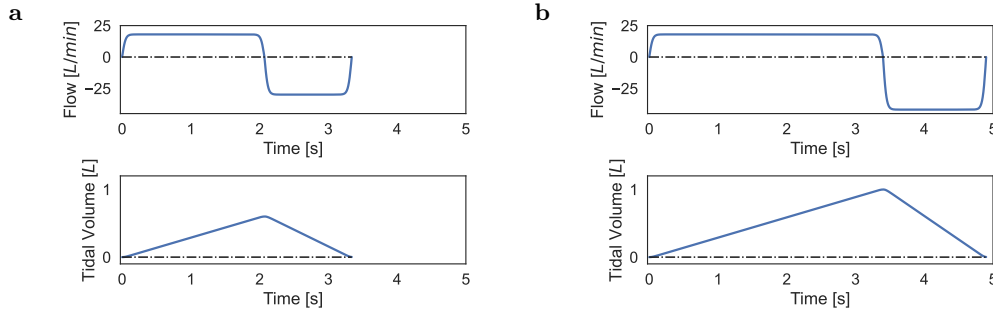 a
Flow [L/min]
25
0
−25
0 1 2 3 4 5
Time [s]
Tidal Volume [L]
1
0
0 1 2 3 4 5
Time [s]
b
Flow [L/min]
25
0
−25
0 1 2 3 4 5
Time [s]
Tidal Volume [L]
1
0
0 1 2 3 4 5
Time [s]